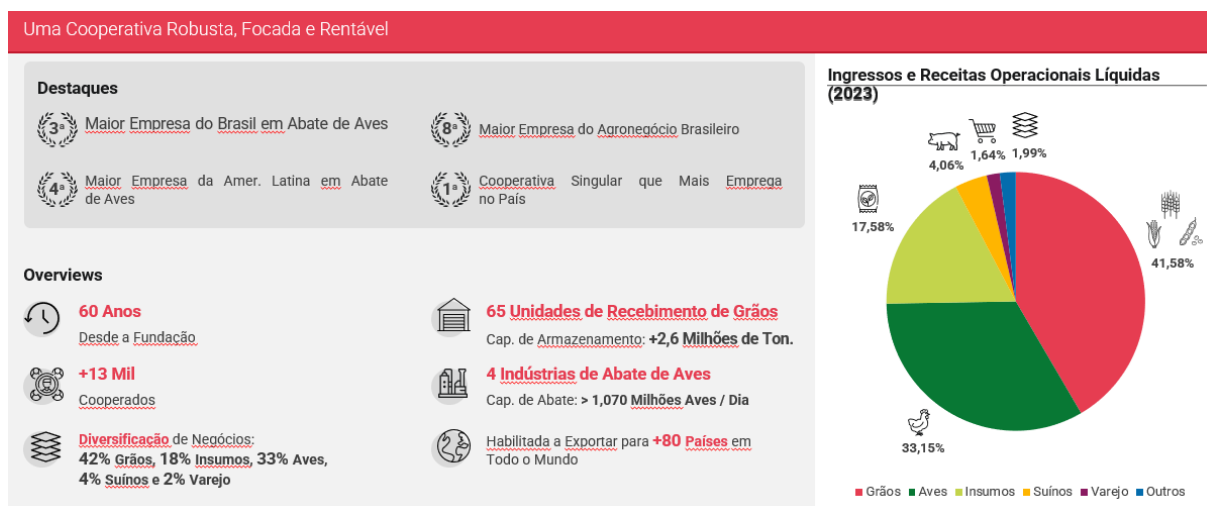 Uma Cooperativa Robusta, Focada e Rentável
Destaques
3ª
Maior Empresa do Brasil em Abate de Aves
8ª
Maior Empresa do Agronegócio Brasileiro
4ª
Maior Empresa da Amer. Latina em Abate
de Aves
1ª
Cooperativa Singular que Mais Emprega
no País
Overviews
60 Anos
Desde a Fundação
65 Unidades de Recebimento de Grãos
Cap. de Armazenamento: +2,6 Milhões de Ton.
+13 Mil
Cooperados
4 Indústrias de Abate de Aves
Cap. de Abate: > 1,070 Milhões Aves / Dia
Diversificação de Negócios:
42% Grãos, 18% Insumos, 33% Aves,
4% Suínos e 2% Varejo
Habilitada a Exportar para +80 Países em
Todo o Mundo
Ingressos e Receitas Operacionais Líquidas
(2023)
4,06%
1,64%
1,99%
17,58%
41,58%
33,15%
Grãos Aves Insumos Suínos Varejo Outros